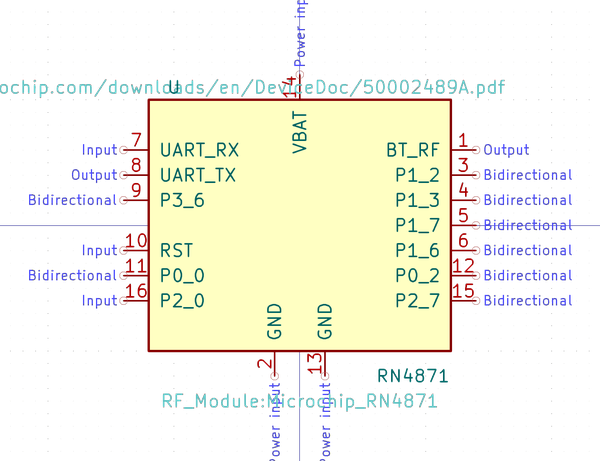 Power input
14
ochip.com/downloads/en/DeviceDoc/50002489A.pdf
U
VBAT
Input 7 UART_RX BT_RF 1 Output
Output 8 UART_TX P1_2 3 Bidirectional
Bidirectional 9 P3_6 P1_3 4 Bidirectional
P1_7 5 Bidirectional
Input 10 RST P1_6 6 Bidirectional
Bidirectional 11 P0_0 P0_2 12 Bidirectional
Input 16 P2_0 P2_7 15 Bidirectional
GND GND
2 13
RN4871
RF_Module:Microchip_RN4871
Power input Power input